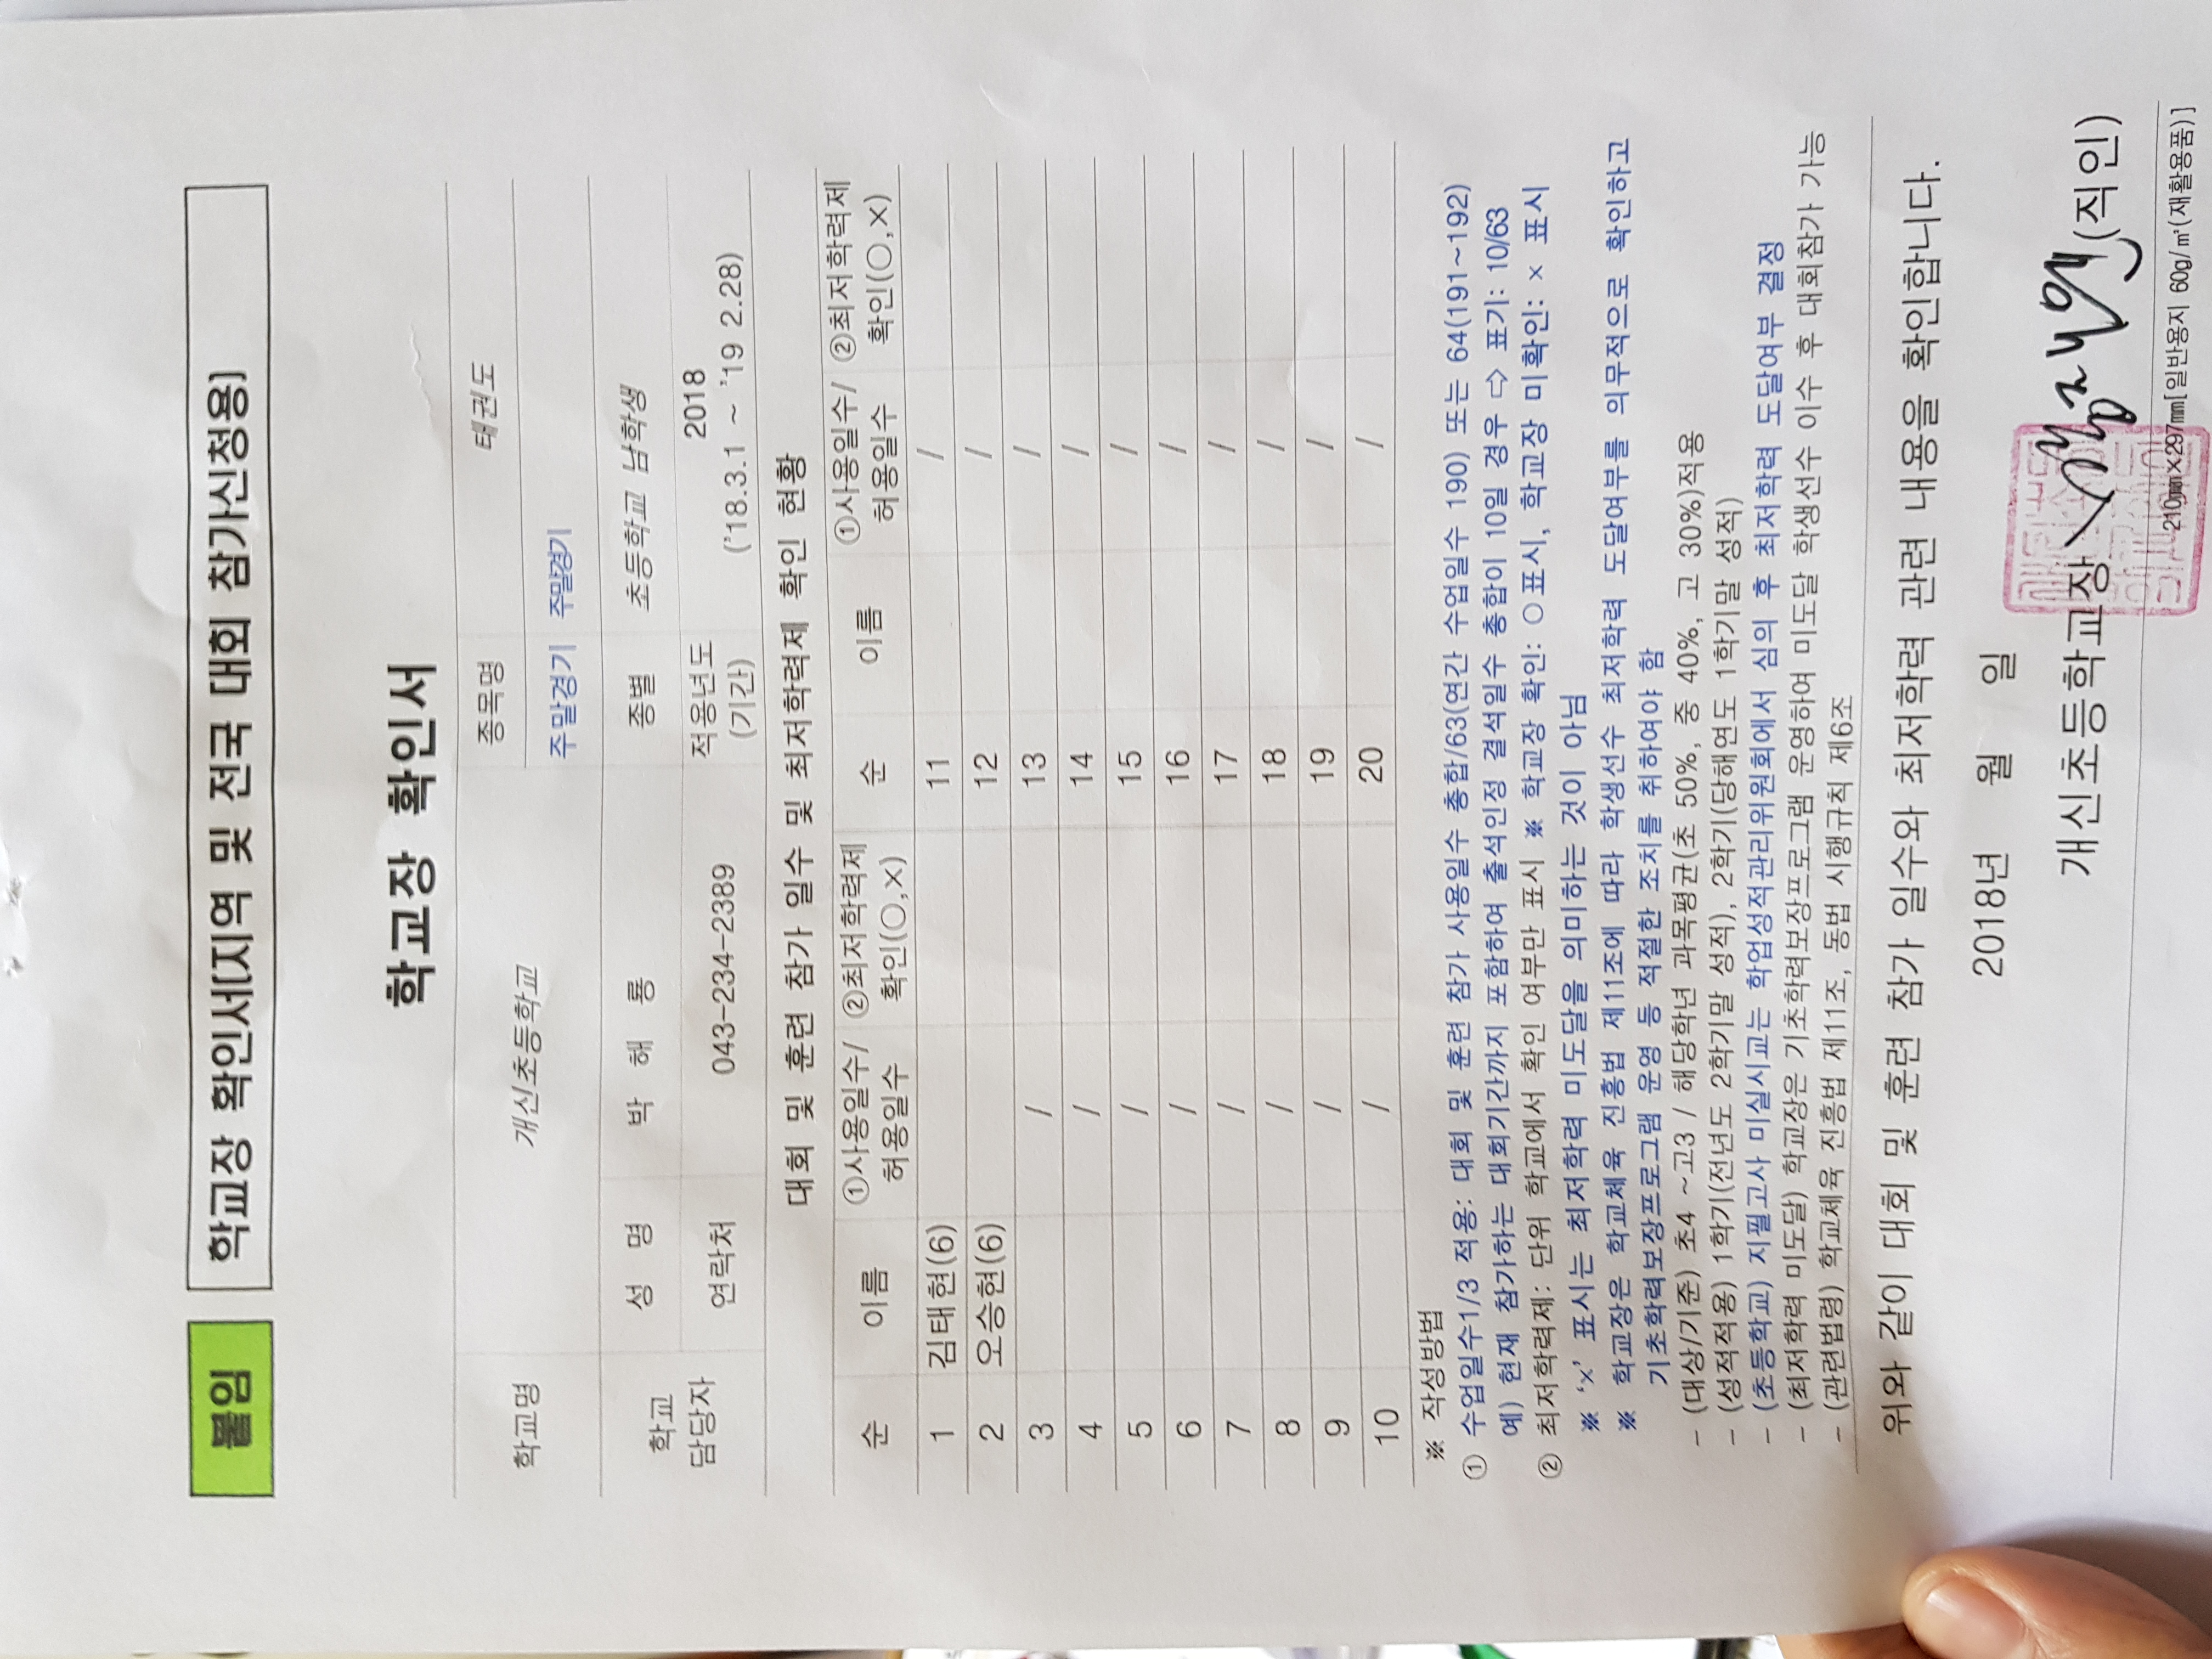 붙임
학교장 확인서(지역 및 전국 대회 참가신청용)
학교장 확인서
학교명 개신초등학교 종목명 태권도
주말경기 주말경기
학교 담당자 성 명 박 해 룡 종별 초등학교 남학생
연락처 043-234-2389 적용년도 (기간) 2018
('18.3.1 ~ '19 2.28)
대회 및 훈련 참가 일수 및 최저학력제 확인 현황
순 이름 ①사용일수/허용일수 ②최저학력제 확인(○,×) 순 이름 ①사용일수/허용일수 ②최저학력제 확인(○,×)
1 김태현(6) 11 /
2 오승현(6) 12 /
3 / 13 /
4 / 14 /
5 / 15 /
6 / 16 /
7 / 17 /
8 / 18 /
9 / 19 /
10 / 20 /
※ 작성방법
① 수업일수1/3 적용: 대회 및 훈련 참가 사용일수 총합/63(연간 수업일수 190) 또는 64(191~192)
예) 현재 참가하는 대회기간까지 포함하여 출석인정 결석일수 총합이 10일 경우 ⇨ 표기: 10/63
② 최저학력제: 단위 학교에서 확인 여부만 표시 ※ 학교장 확인: ○표시, 학교장 미확인: × 표시
※ '×' 표시는 최저학력 미도달을 의미하는 것이 아님
※ 학교장은 학교체육 진흥법 제11조에 따라 학생선수 최저학력 도달여부를 의무적으로 확인하고
기초학력보장프로그램 운영 등 적절한 조치를 취하여야 함
- (대상/기준) 초4 ~고3 / 해당학년 과목평균(초 50%, 중 40%, 고 30%)적용
- (성적적용) 1학기(전년도 2학기말 성적), 2학기(당해연도 1학기말 성적)
- (초등학교) 지필고사 미실시교는 학업성적관리위원회에서 심의 후 최저학력 도달여부 결정
- (최저학력 미도달) 학교장은 기초학력보장프로그램 운영하여 미도달 학생선수 이수 후 대회참가 가능
- (관련법령) 학교체육 진흥법 제11조, 동법 시행규칙 제6조
위와 같이 대회 및 훈련 참가 일수와 최저학력 관련 내용을 확인합니다.
2018년 월 일
개신초등학교장 (직인)
210㎜×297㎜[일반용지 60g/㎡(재활용품)]